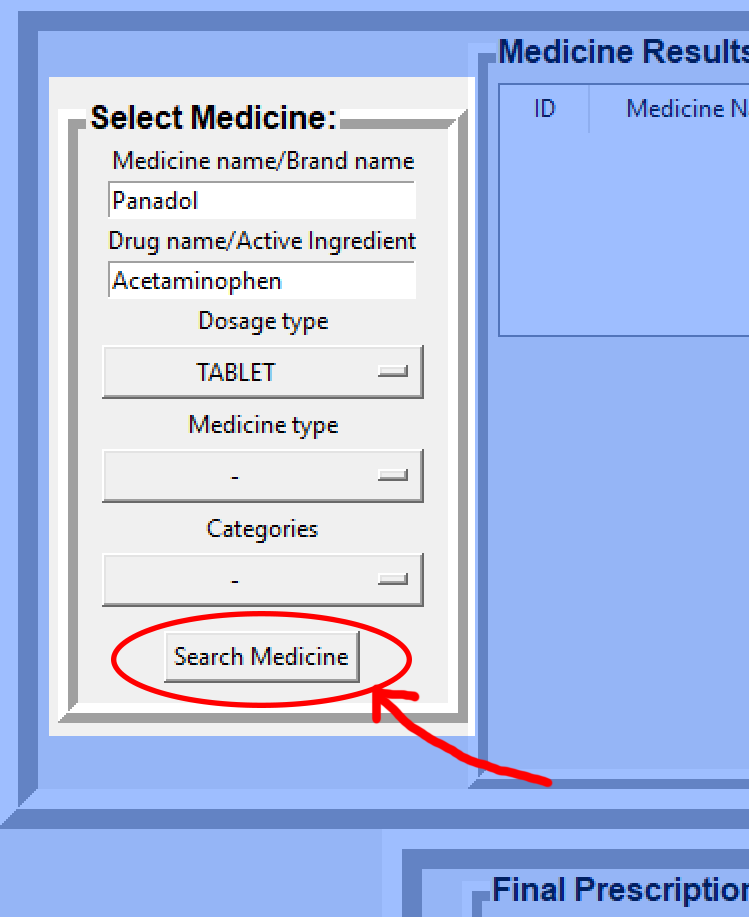 Select Medicine:
Medicine name/Brand name
Panadol
Drug name/Active Ingredient
Acetaminophen
Dosage type
TABLET
Medicine type
-
Categories
-
Search Medicine
Medicine Results
ID Medicine N
Final Prescription